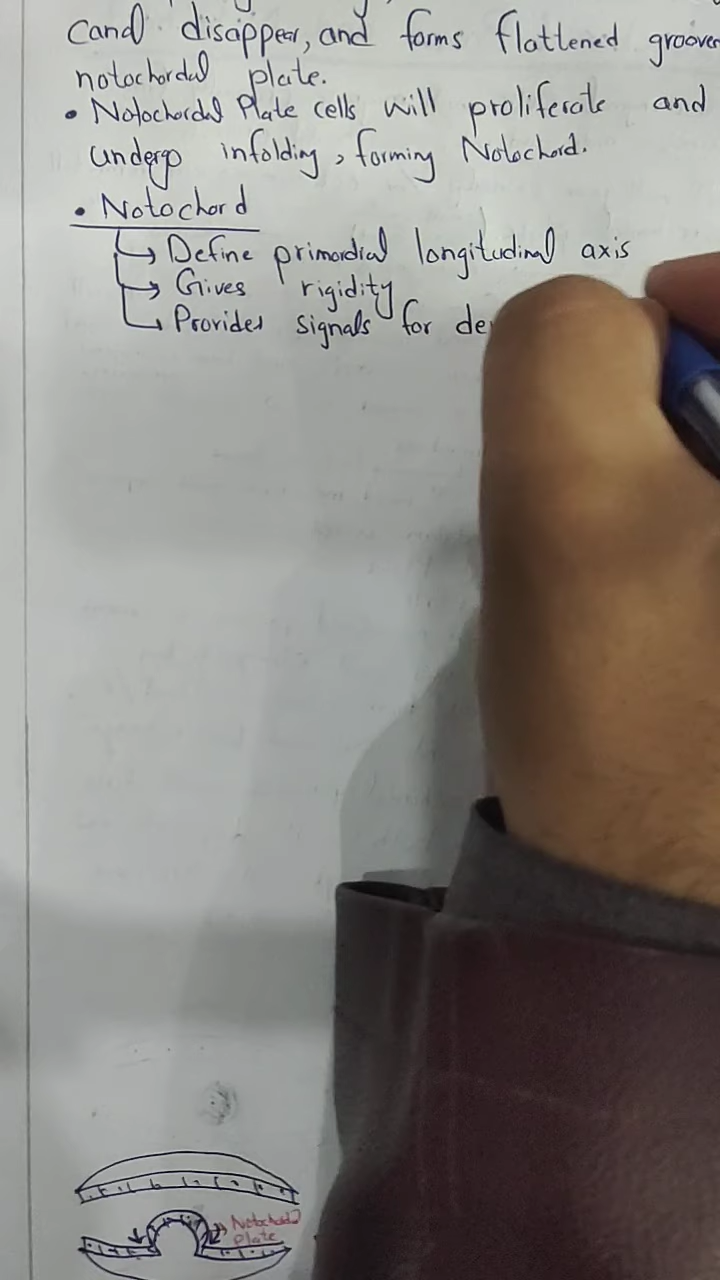 canal disappear, and forms flattened groove
notochordal plate.
• Notochordal Plate cells will proliferate and
undergo infolding, forming Notochord.
• Notochord
↳ Define primordial longitudinal axis
↳ Gives rigidity
↳ Provides signals for de
Notochordal
Plate